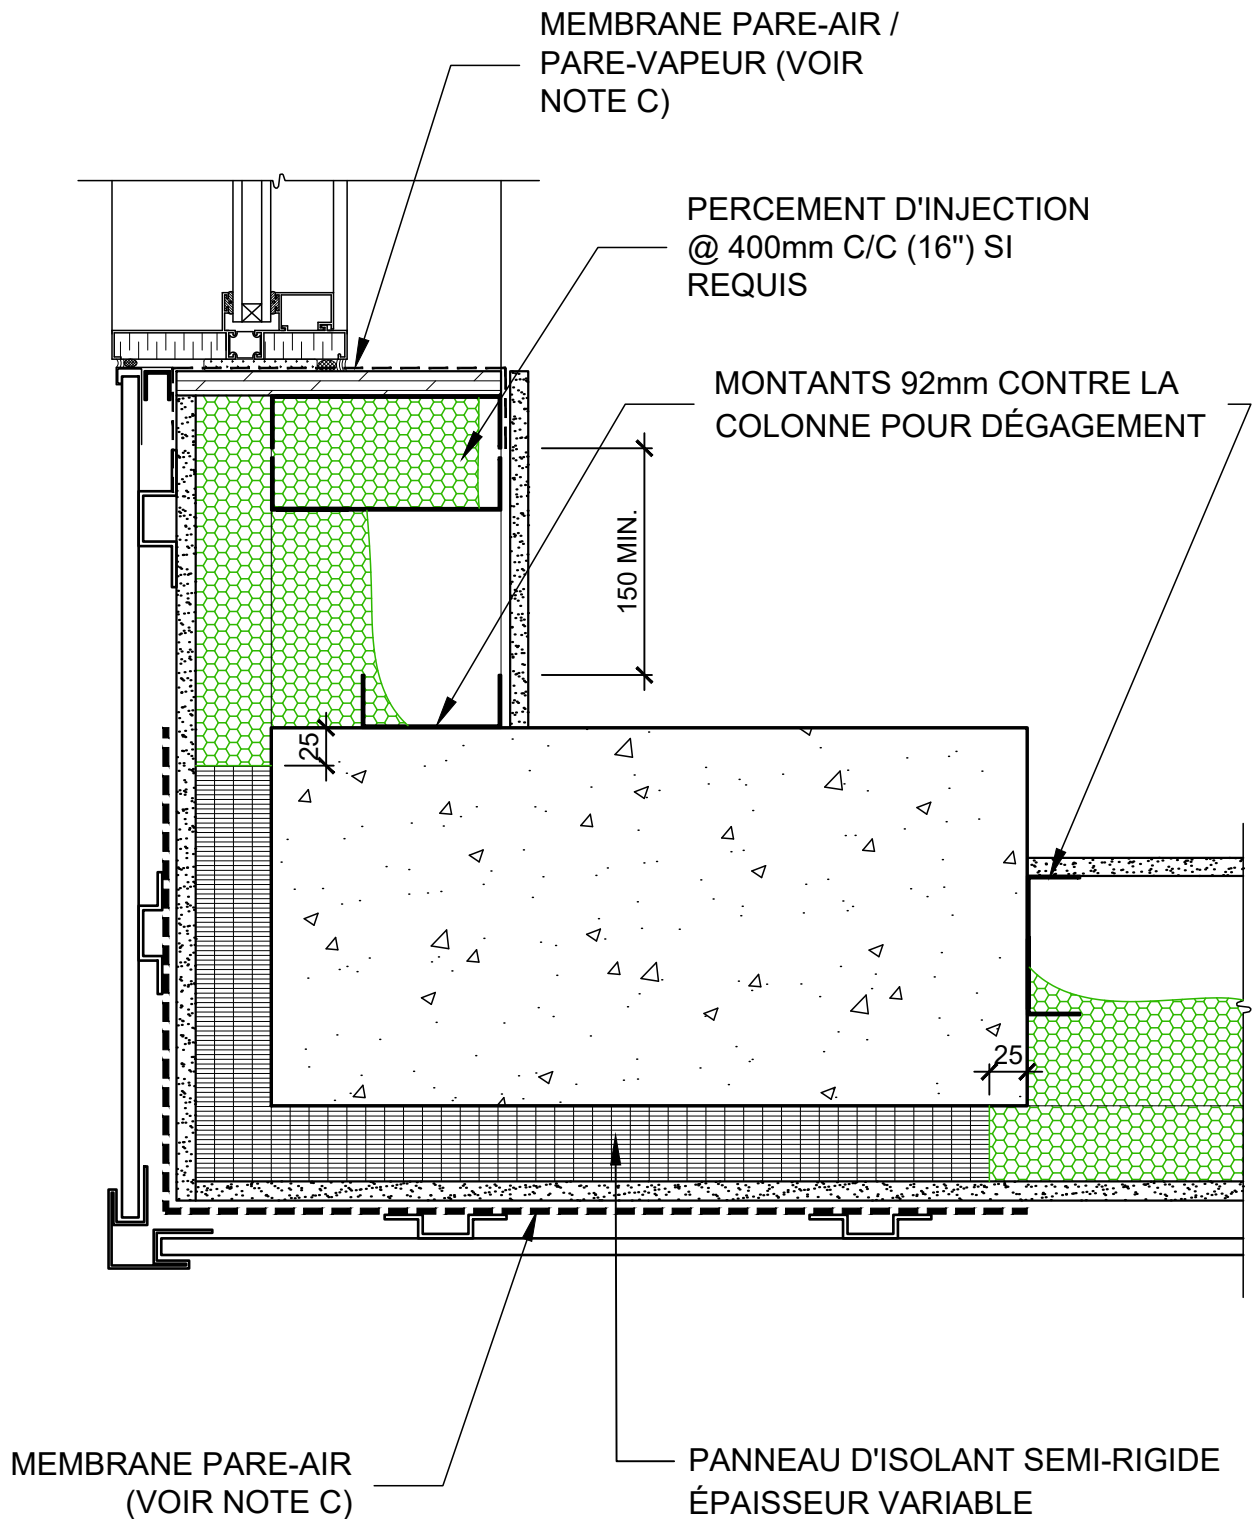 MEMBRANE PARE-AIR /
PARE-VAPEUR (VOIR
NOTE C)
PERCEMENT D'INJECTION
@ 400mm C/C (16") SI
REQUIS
MONTANTS 92mm CONTRE LA
COLONNE POUR DÉGAGEMENT
150 MIN.
25
25
MEMBRANE PARE-AIR
(VOIR NOTE C)
PANNEAU D'ISOLANT SEMI-RIGIDE
ÉPAISSEUR VARIABLE